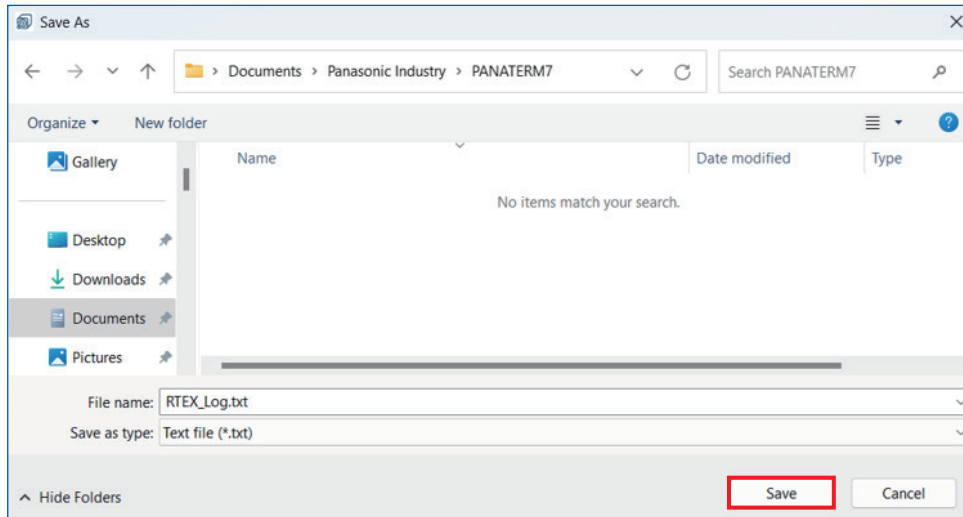 Save As
Documents > Panasonic Industry > PANATERM7
Search PANATERM7
Organize
New folder
Name
Date modified
Type
Gallery
No items match your search.
Desktop
Downloads
Documents
Pictures
File name: RTEX_Log.txt
Save as type: Text file (*.txt)
Hide Folders
Save
Cancel